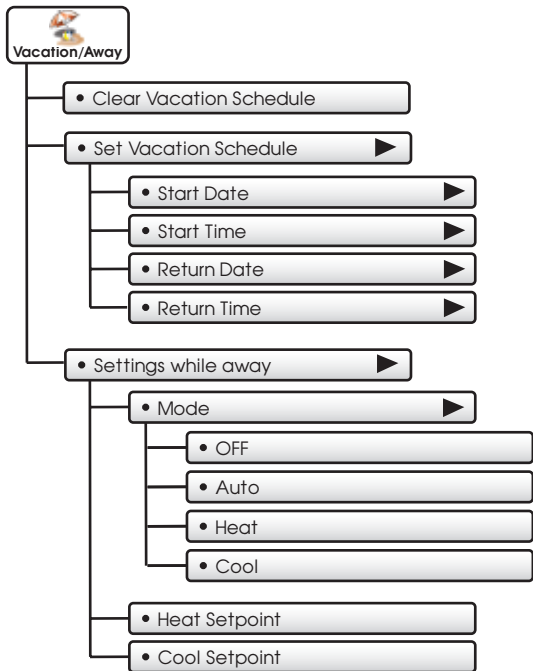 Vacation/Away
• Clear Vacation Schedule
• Set Vacation Schedule
• Start Date
• Start Time
• Return Date
• Return Time
• Settings while away
• Mode
• OFF
• Auto
• Heat
• Cool
• Heat Setpoint
• Cool Setpoint